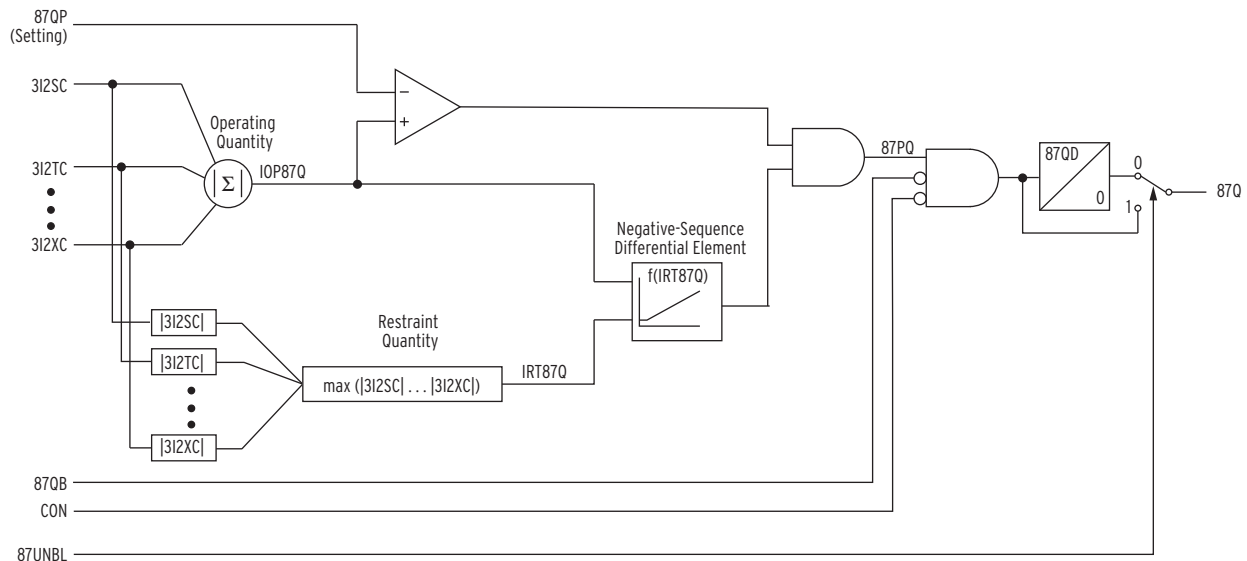 87QP
(Setting)
3I2SC
3I2TC
3I2XC
Operating
Quantity
|Σ|
IOP87Q
−
+
87PQ
87QD
0
0
1
87Q
Negative-Sequence
Differential Element
f(IRT87Q)
|3I2SC|
|3I2TC|
|3I2XC|
Restraint
Quantity
max (|3I2SC| . . . |3I2XC|)
IRT87Q
87QB
CON
87UNBL